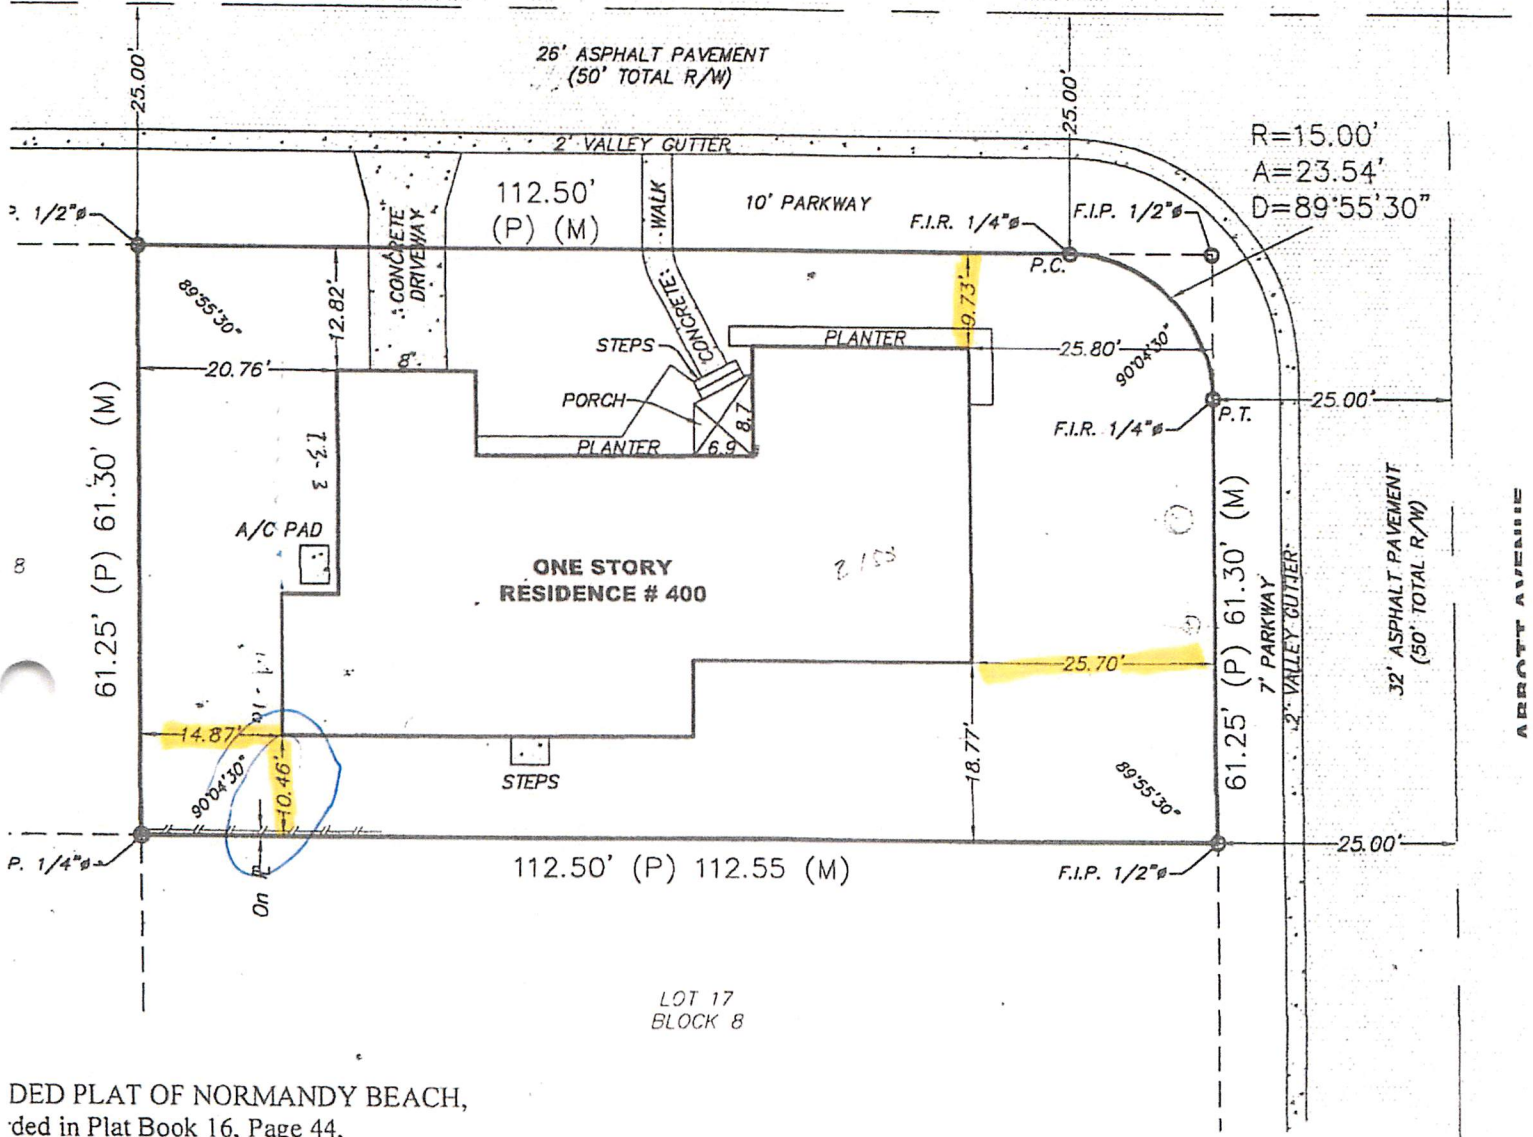 25.00'
26' ASPHALT PAVEMENT
(50' TOTAL R/W)
25.00'
2' VALLEY GUTTER
R=15.00'
A=23.54'
D=89°55'30"
P. 1/2"ø
112.50'
(P) (M)
WALK
10' PARKWAY
F.I.R. 1/4"ø
F.I.P. 1/2"ø
P.C.
CONCRETE
DRIVEWAY
89°55'30"
12.82'
CONCRETE
9.73'
STEPS
PLANTER
25.80'
90°04'30"
20.76'
8"
PORCH
8.7
6.9
PLANTER
25.00'
P.T.
F.I.R. 1/4"ø
61.25' (P) 61.30' (M)
A/C PAD
8
ONE STORY
RESIDENCE # 400
61.25' (P) 61.30' (M)
7' PARKWAY
2' VALLEY GUTTER
32' ASPHALT PAVEMENT
(50' TOTAL R/W)
ABBOTT AVENUE
25.70'
14.87'
10.46'
90°04'30"
18.77'
89°55'30"
STEPS
P. 1/4"ø
On
112.50' (P) 112.55 (M)
F.I.P. 1/2"ø
25.00'
LOT 17
BLOCK 8
DED PLAT OF NORMANDY BEACH,
rded in Plat Book 16, Page 44,